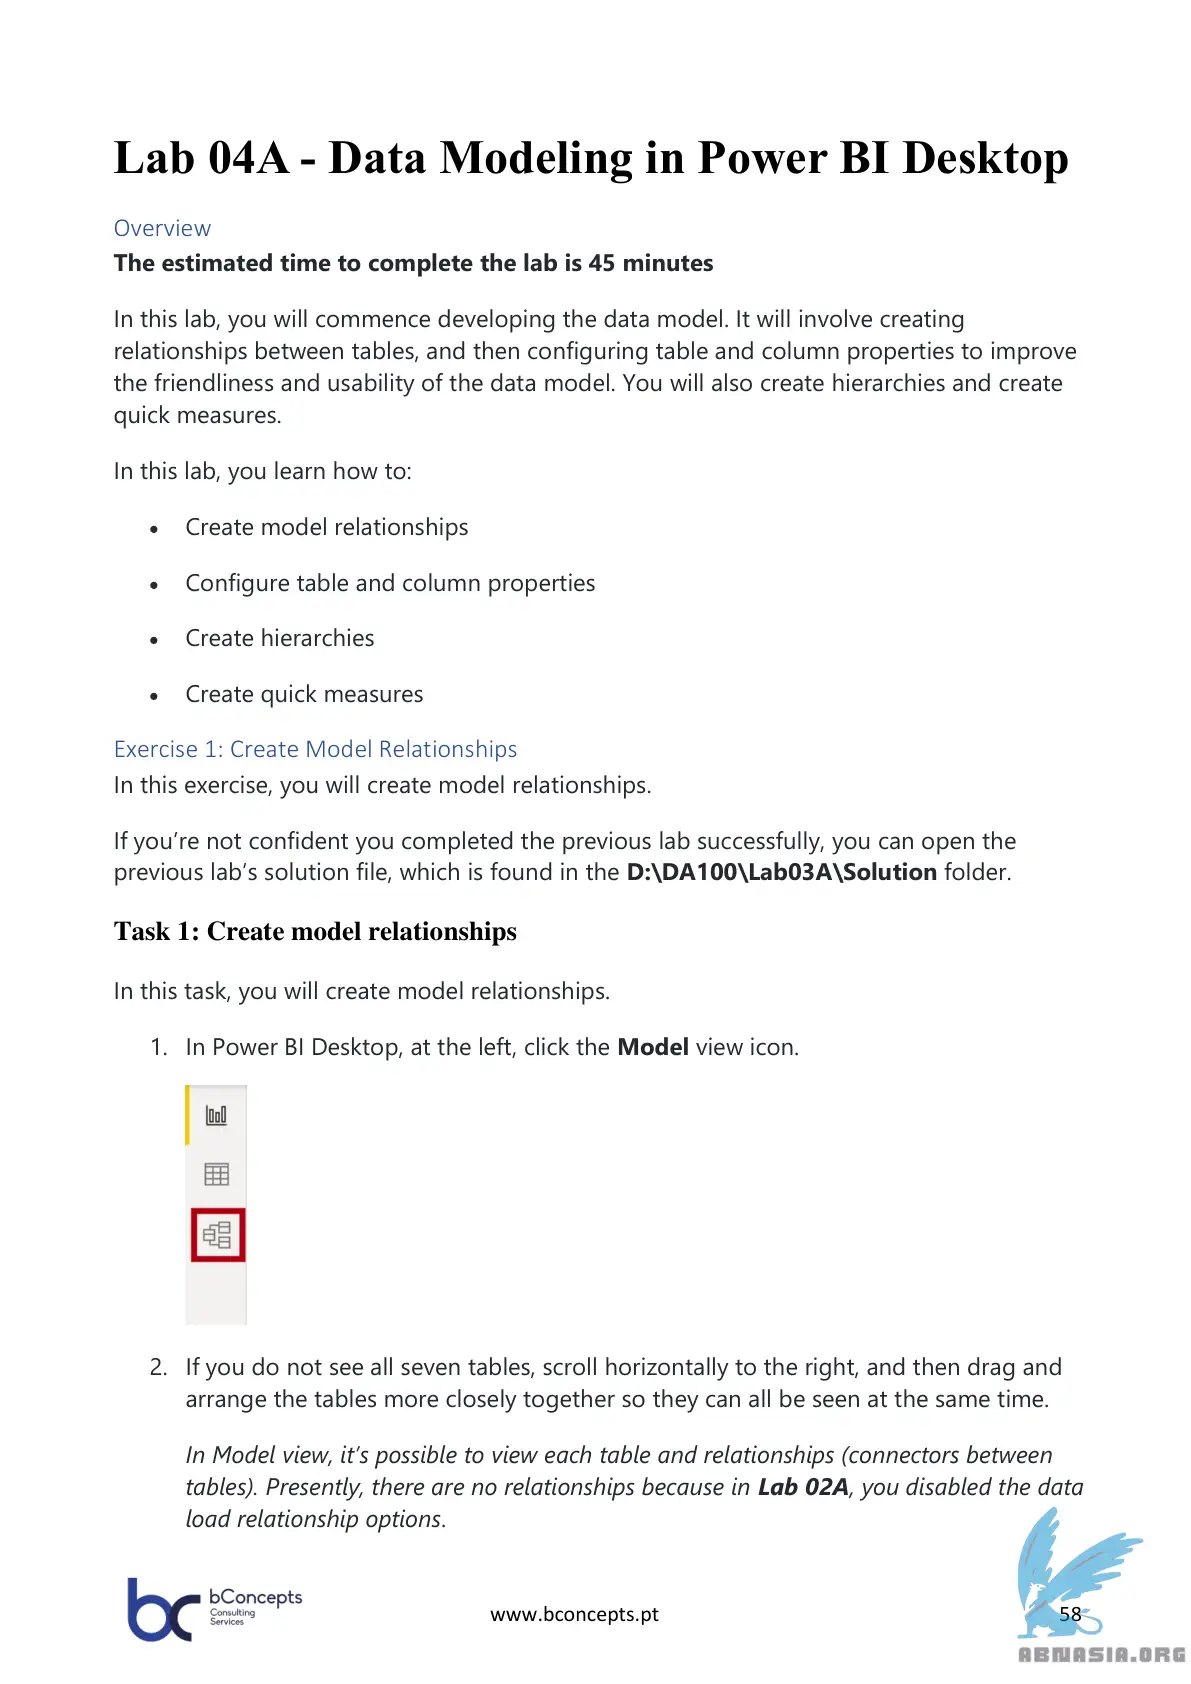 Lab 04A - Data Modeling in Power BI Desktop
Overview
The estimated time to complete the lab is 45 minutes
In this lab, you will commence developing the data model. It will involve creating
relationships between tables, and then configuring table and column properties to improve
the friendliness and usability of the data model. You will also create hierarchies and create
quick measures.
In this lab, you learn how to:
• Create model relationships
• Configure table and column properties
• Create hierarchies
• Create quick measures
Exercise 1: Create Model Relationships
In this exercise, you will create model relationships.
If you’re not confident you completed the previous lab successfully, you can open the
previous lab’s solution file, which is found in the D:\DA100\Lab03A\Solution folder.
Task 1: Create model relationships
In this task, you will create model relationships.
1. In Power BI Desktop, at the left, click the Model view icon.
2. If you do not see all seven tables, scroll horizontally to the right, and then drag and
arrange the tables more closely together so they can all be seen at the same time.
In Model view, it’s possible to view each table and relationships (connectors between
tables). Presently, there are no relationships because in Lab 02A, you disabled the data
load relationship options.
bc bConcepts
Consulting
Services
www.bconcepts.pt
58
ABNASIA.ORG